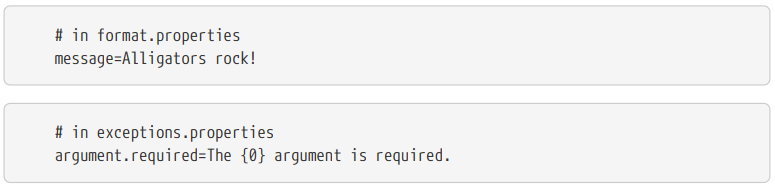 # in format.properties
message=Alligators rock!
# in exceptions.properties
argument.required=The {0} argument is required.